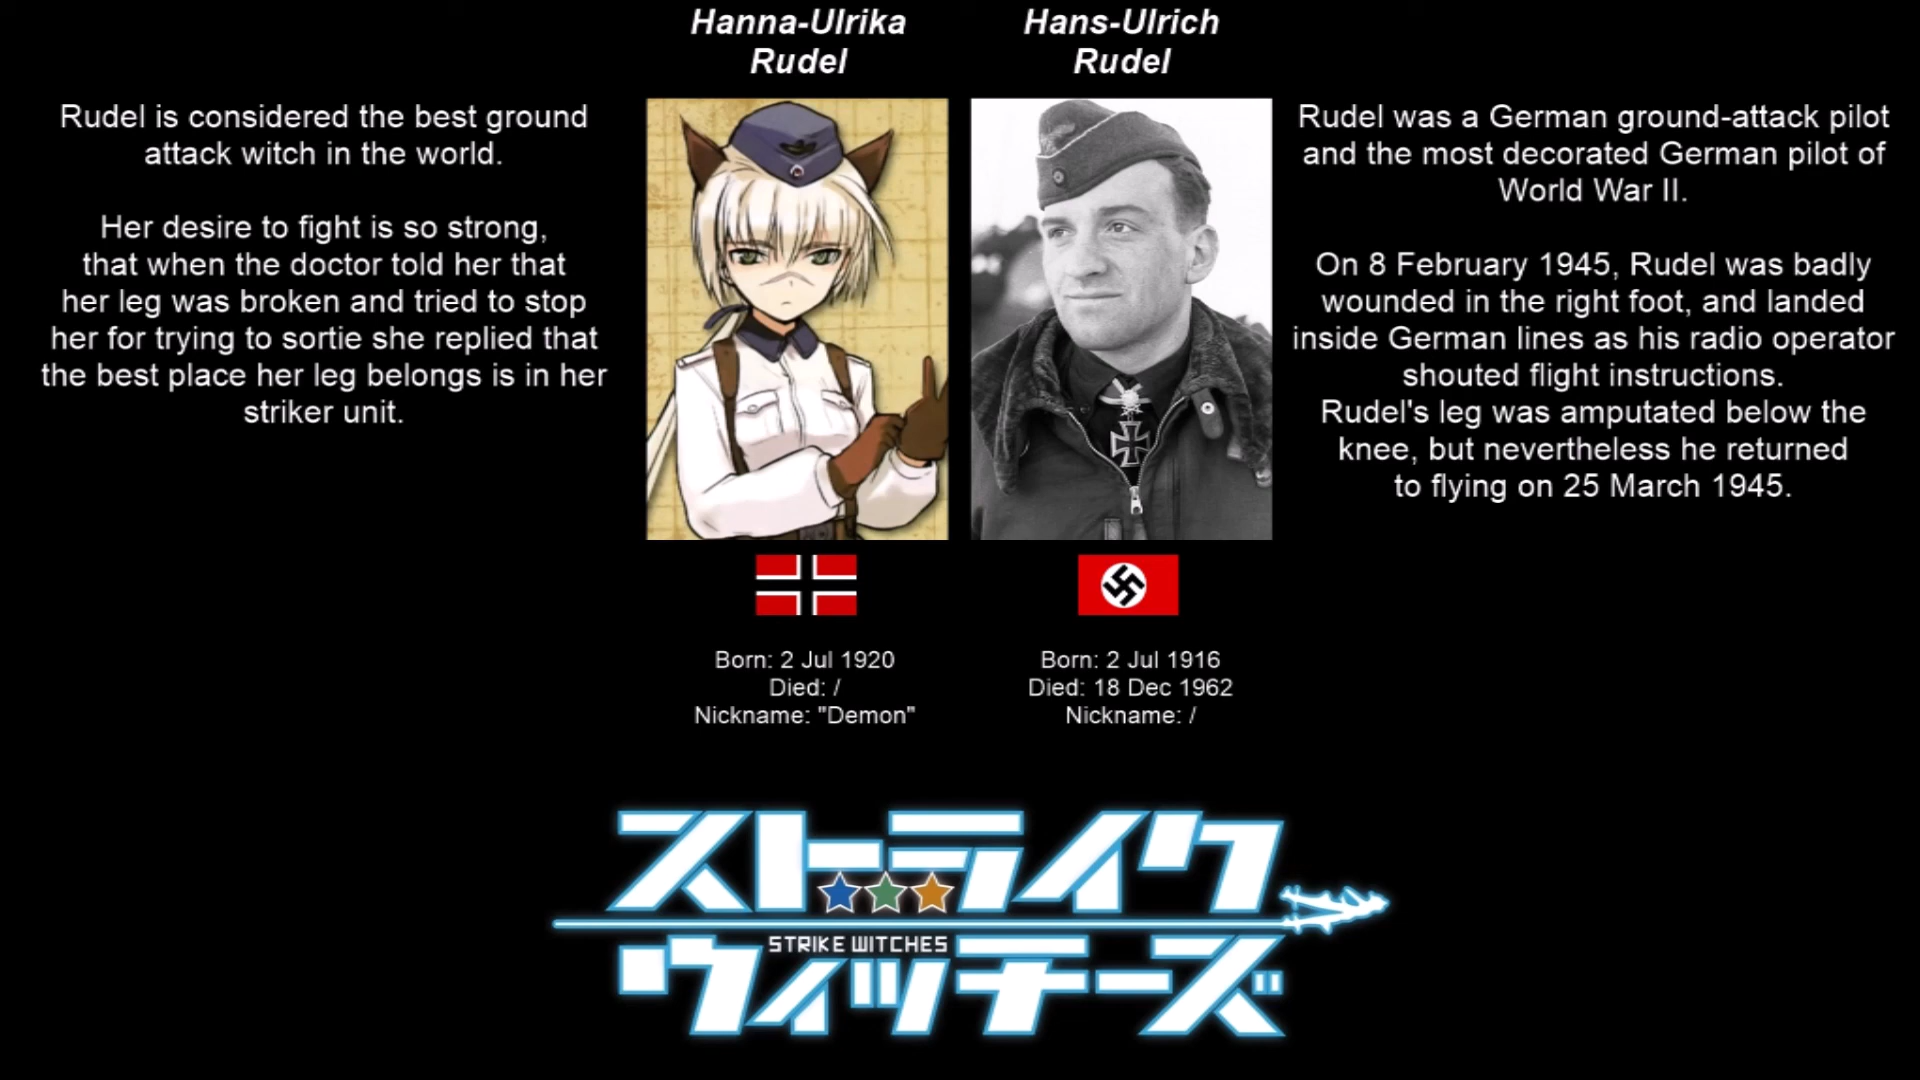 Hanna-Ulrika
Rudel
Hans-Ulrich
Rudel
Rudel is considered the best ground
attack witch in the world.
Her desire to fight is so strong,
that when the doctor told her that
her leg was broken and tried to stop
her for trying to sortie she replied that
the best place her leg belongs is in her
striker unit.
Rudel was a German ground-attack pilot
and the most decorated German pilot of
World War II.
On 8 February 1945, Rudel was badly
wounded in the right foot, and landed
inside German lines as his radio operator
shouted flight instructions.
Rudel's leg was amputated below the
knee, but nevertheless he returned
to flying on 25 March 1945.
Born: 2 Jul 1920
Died: /
Nickname: "Demon"
Born: 2 Jul 1916
Died: 18 Dec 1962
Nickname: /
ストライク
STRIKE WITCHES
ウィッチーズ